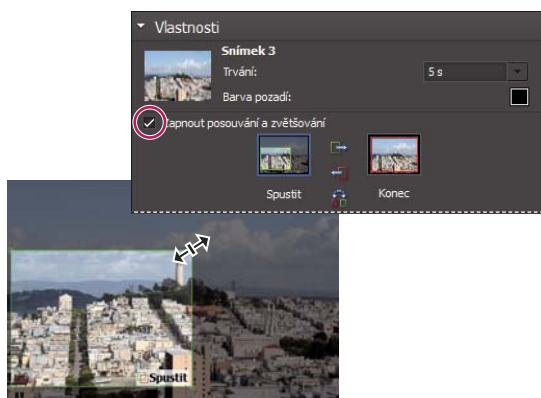 Vlastnosti
Snímek 3
Trvání: 5 s
Barva pozadí:
Zapnout posouvání a zvětšování
Spustit Konec
Spustit